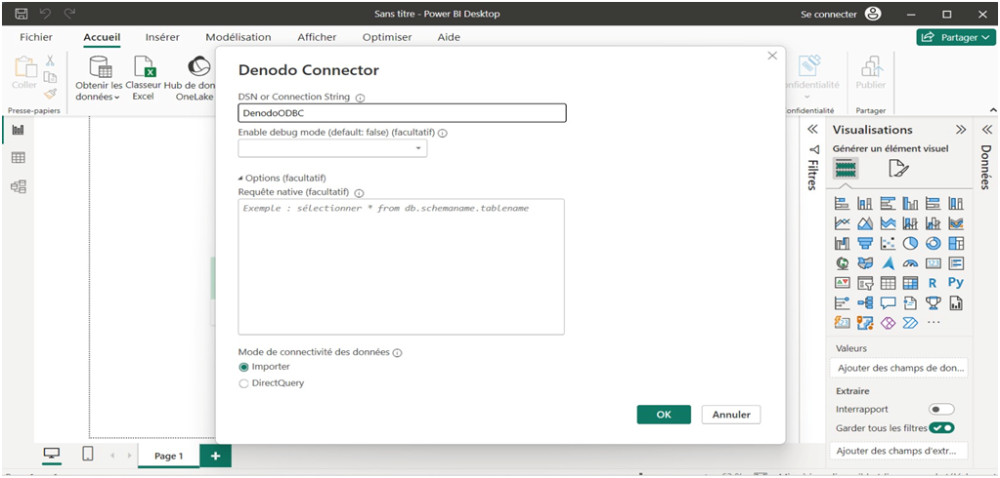 Sans titre - Power BI Desktop
Se connecter
Fichier
Accueil
Insérer
Modélisation
Afficher
Optimiser
Aide
Partager
Coller
Obtenir les
données
Classeur
Excel
Hub de don
OneLake
Presse-papiers
nfidentialité
Publier
onfidentialité
Partager
Denodo Connector
DSN or Connection String
DenodoODBC
Enable debug mode (default: false) (facultatif)
Options (facultatif)
Requête native (facultatif)
Exemple : sélectionner * from db.schemaname.tablename
Mode de connectivité des données
Importer
DirectQuery
OK
Annuler
Filtres
Visualisations
Générer un élément visuel
123
R
Py
Valeurs
Ajouter des champs de don...
Extraire
Interrapport
Garder tous les filtres
Ajouter des champs d'extr...
Données
Page 1